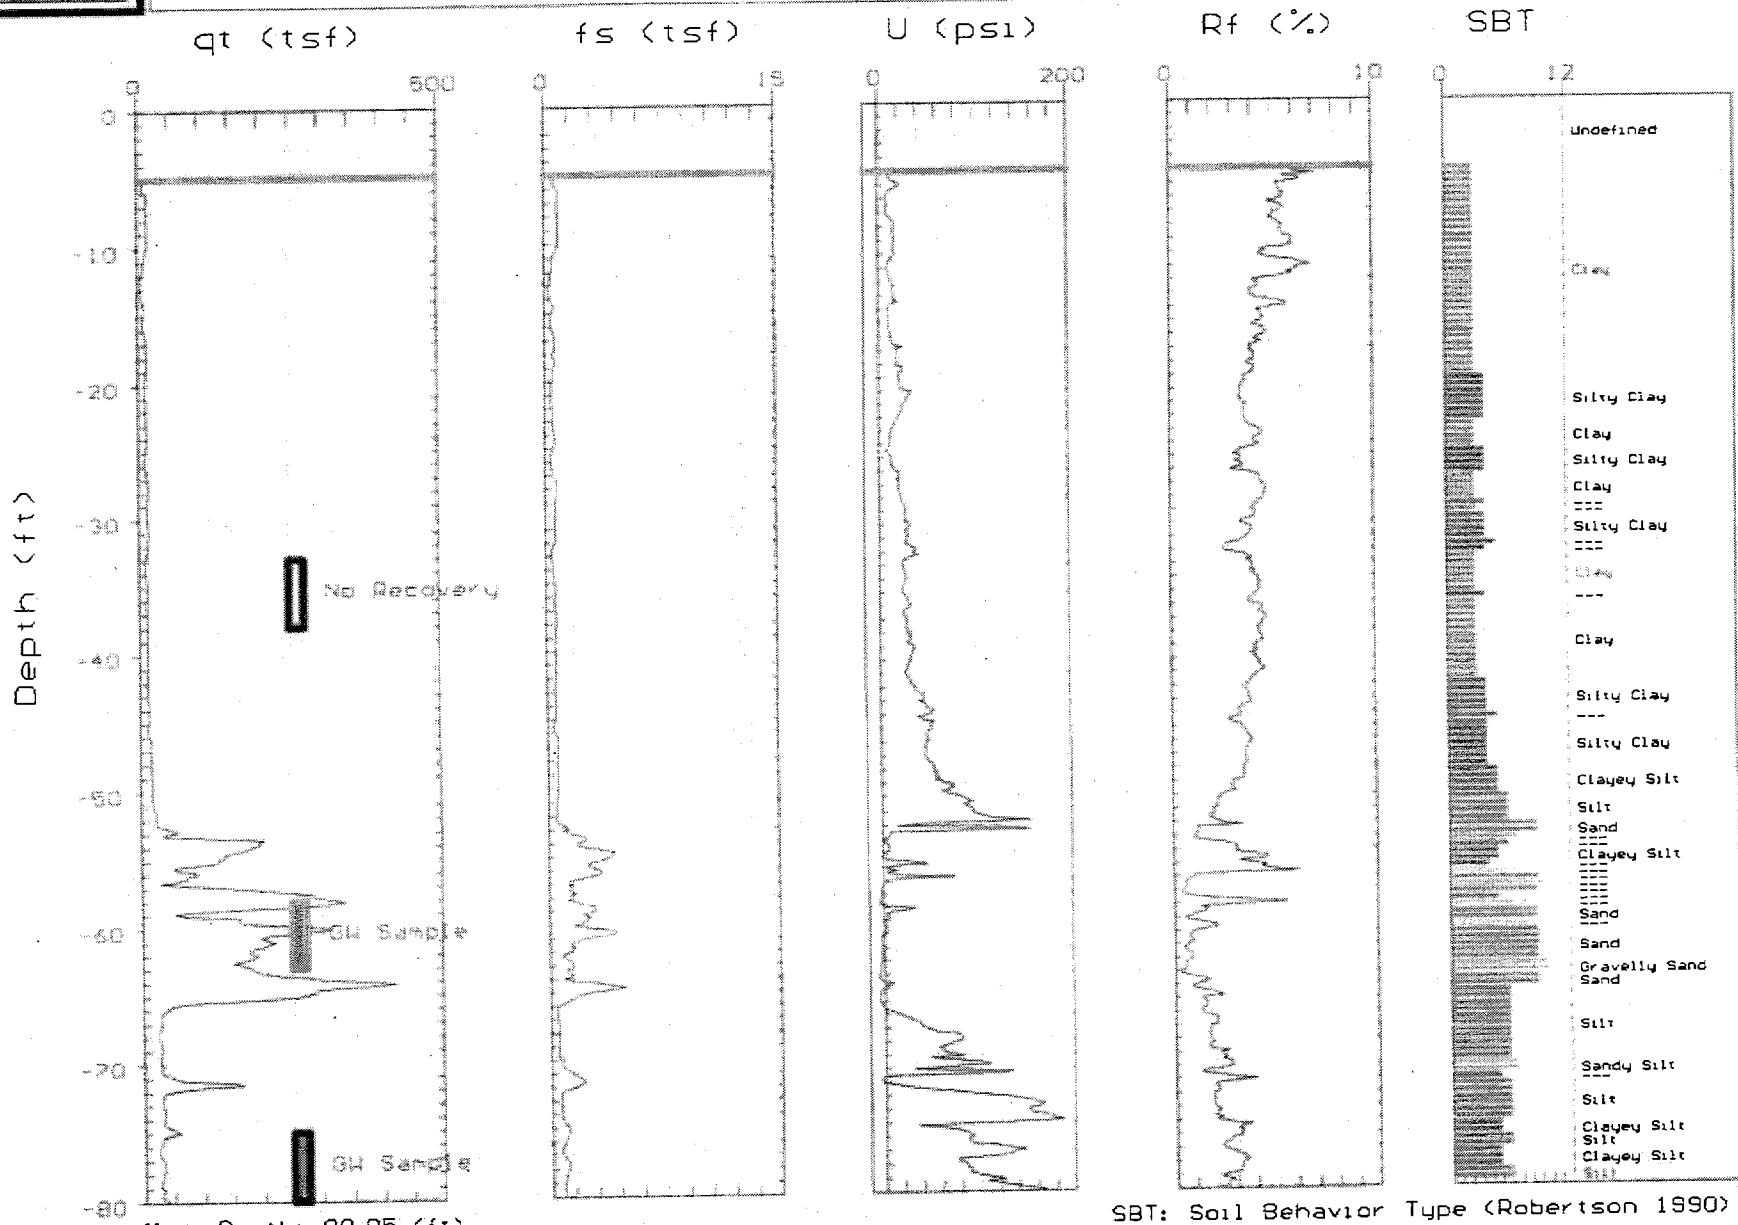 qt (tsf)
fs (tsf)
U (psi)
Rf (%)
SBT
0
0
15
0
200
0
10
0
12
Depth (ft)
0
-10
-20
-30
-40
-50
-60
-70
-80
No Recovery
GW Sample
GW Sample
Undefined
Clay
Silty Clay
Clay
Silty Clay
Clay
---
Silty Clay
---
Clay
---
Clay
Silty Clay
---
Silty Clay
Clayey Silt
Silt
Sand
---
Clayey Silt
---
---
---
---
---
Sand
---
Sand
Gravelly Sand
Sand
Silt
Sandy Silt
---
Silt
Clayey Silt
Silt
Clayey Silt
Silt
SBT: Soil Behavior Type (Robertson 1990)